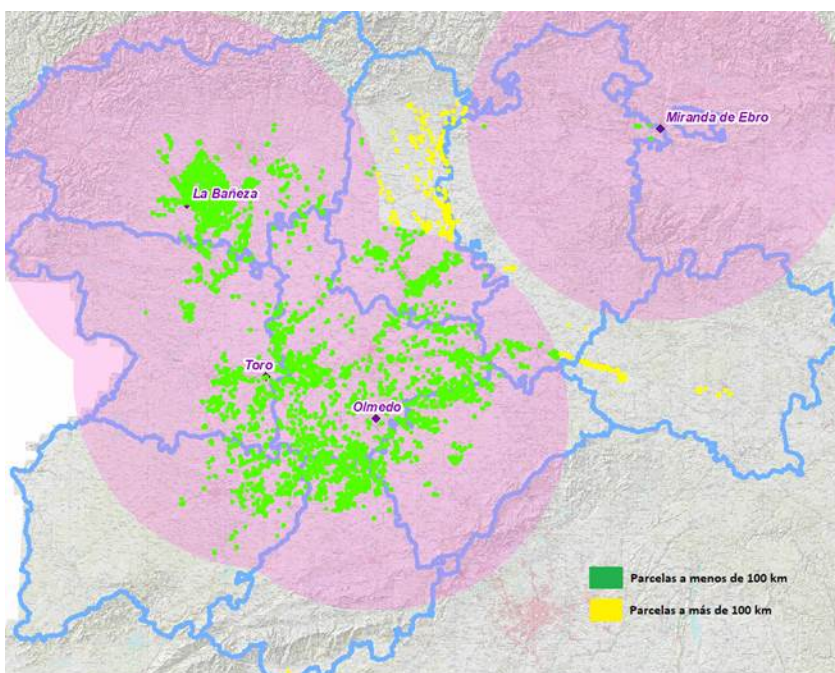 Miranda de Ebro
La Bañeza
Toro
Olmedo
Parcelas a menos de 100 km
Parcelas a más de 100 km